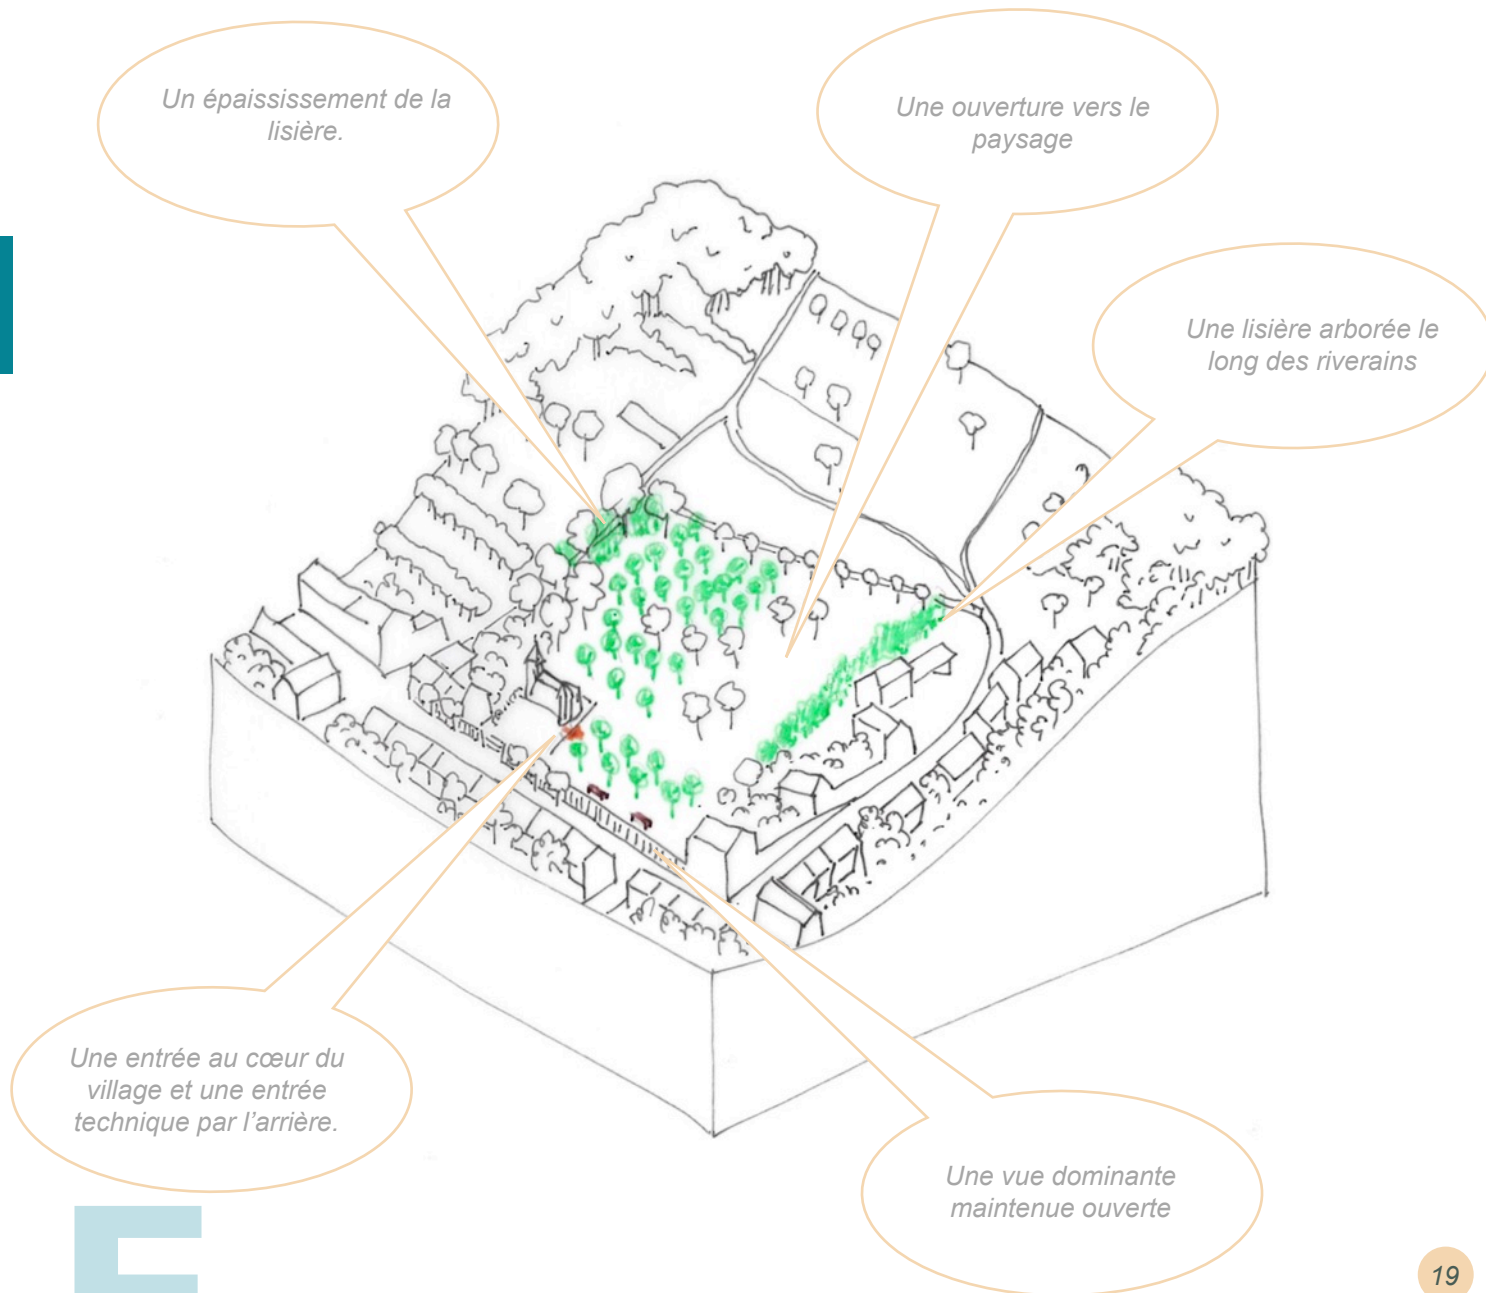 Un épaississement de la
lisière.
Une ouverture vers le
paysage
Une lisière arborée le
long des riverains
Une entrée au cœur du
village et une entrée
technique par l’arrière.
Une vue dominante
maintenue ouverte
19